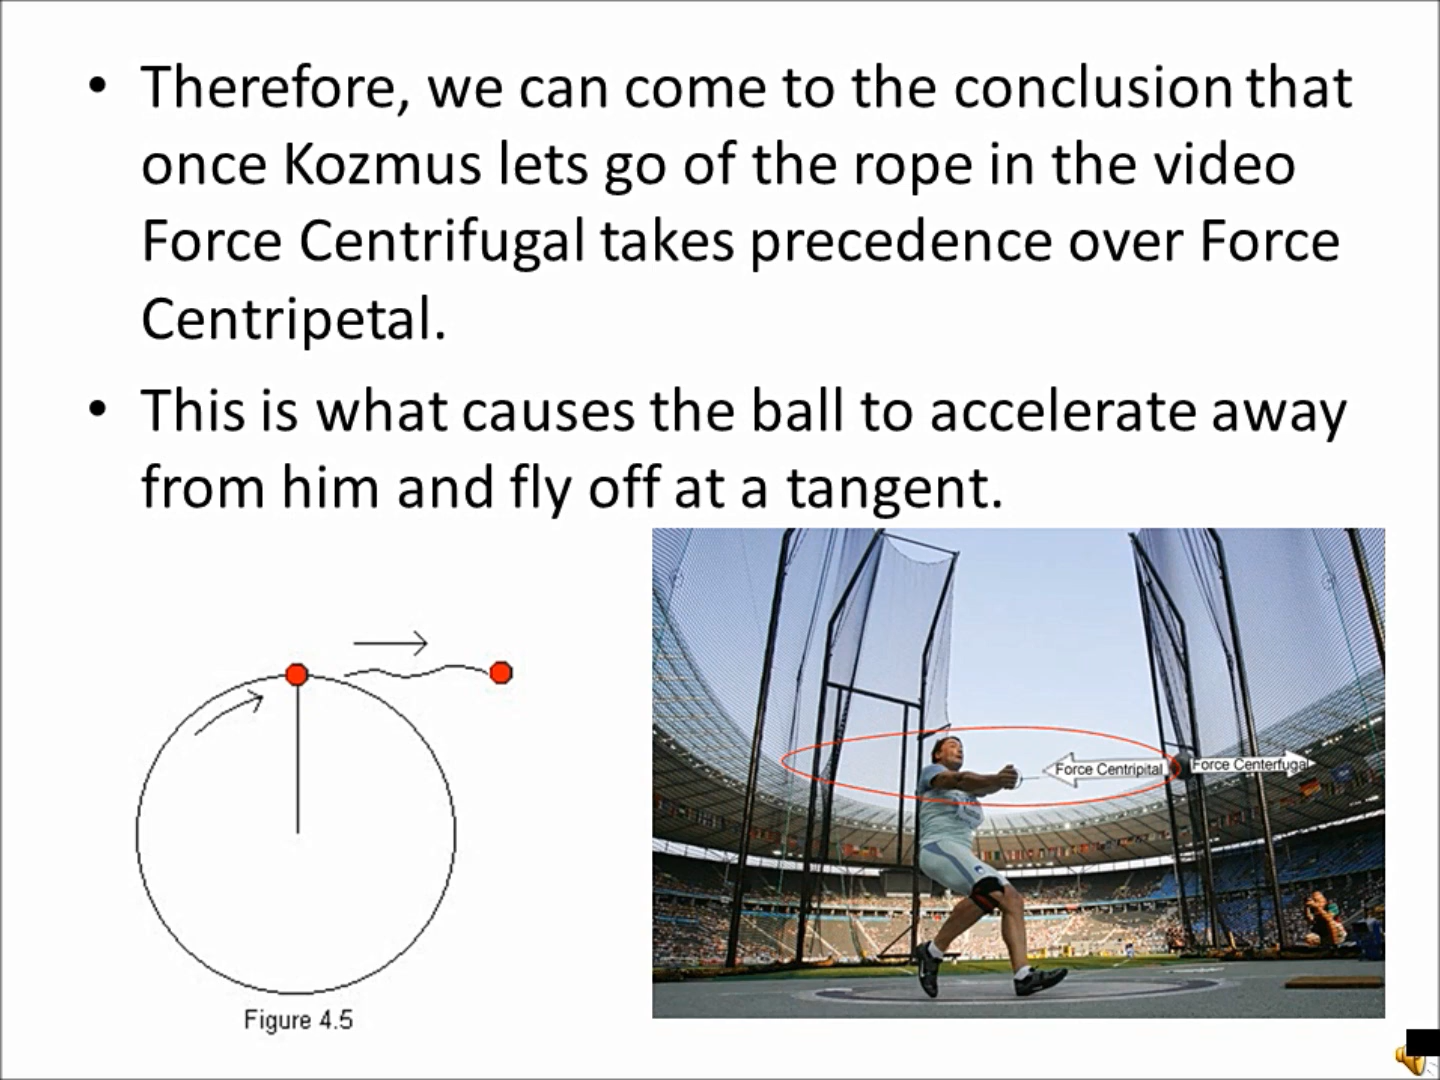 • Therefore, we can come to the conclusion that
once Kozmus lets go of the rope in the video
Force Centrifugal takes precedence over Force
Centripetal.
• This is what causes the ball to accelerate away
from him and fly off at a tangent.
Force Centripital
Force Centerfugal
Figure 4.5